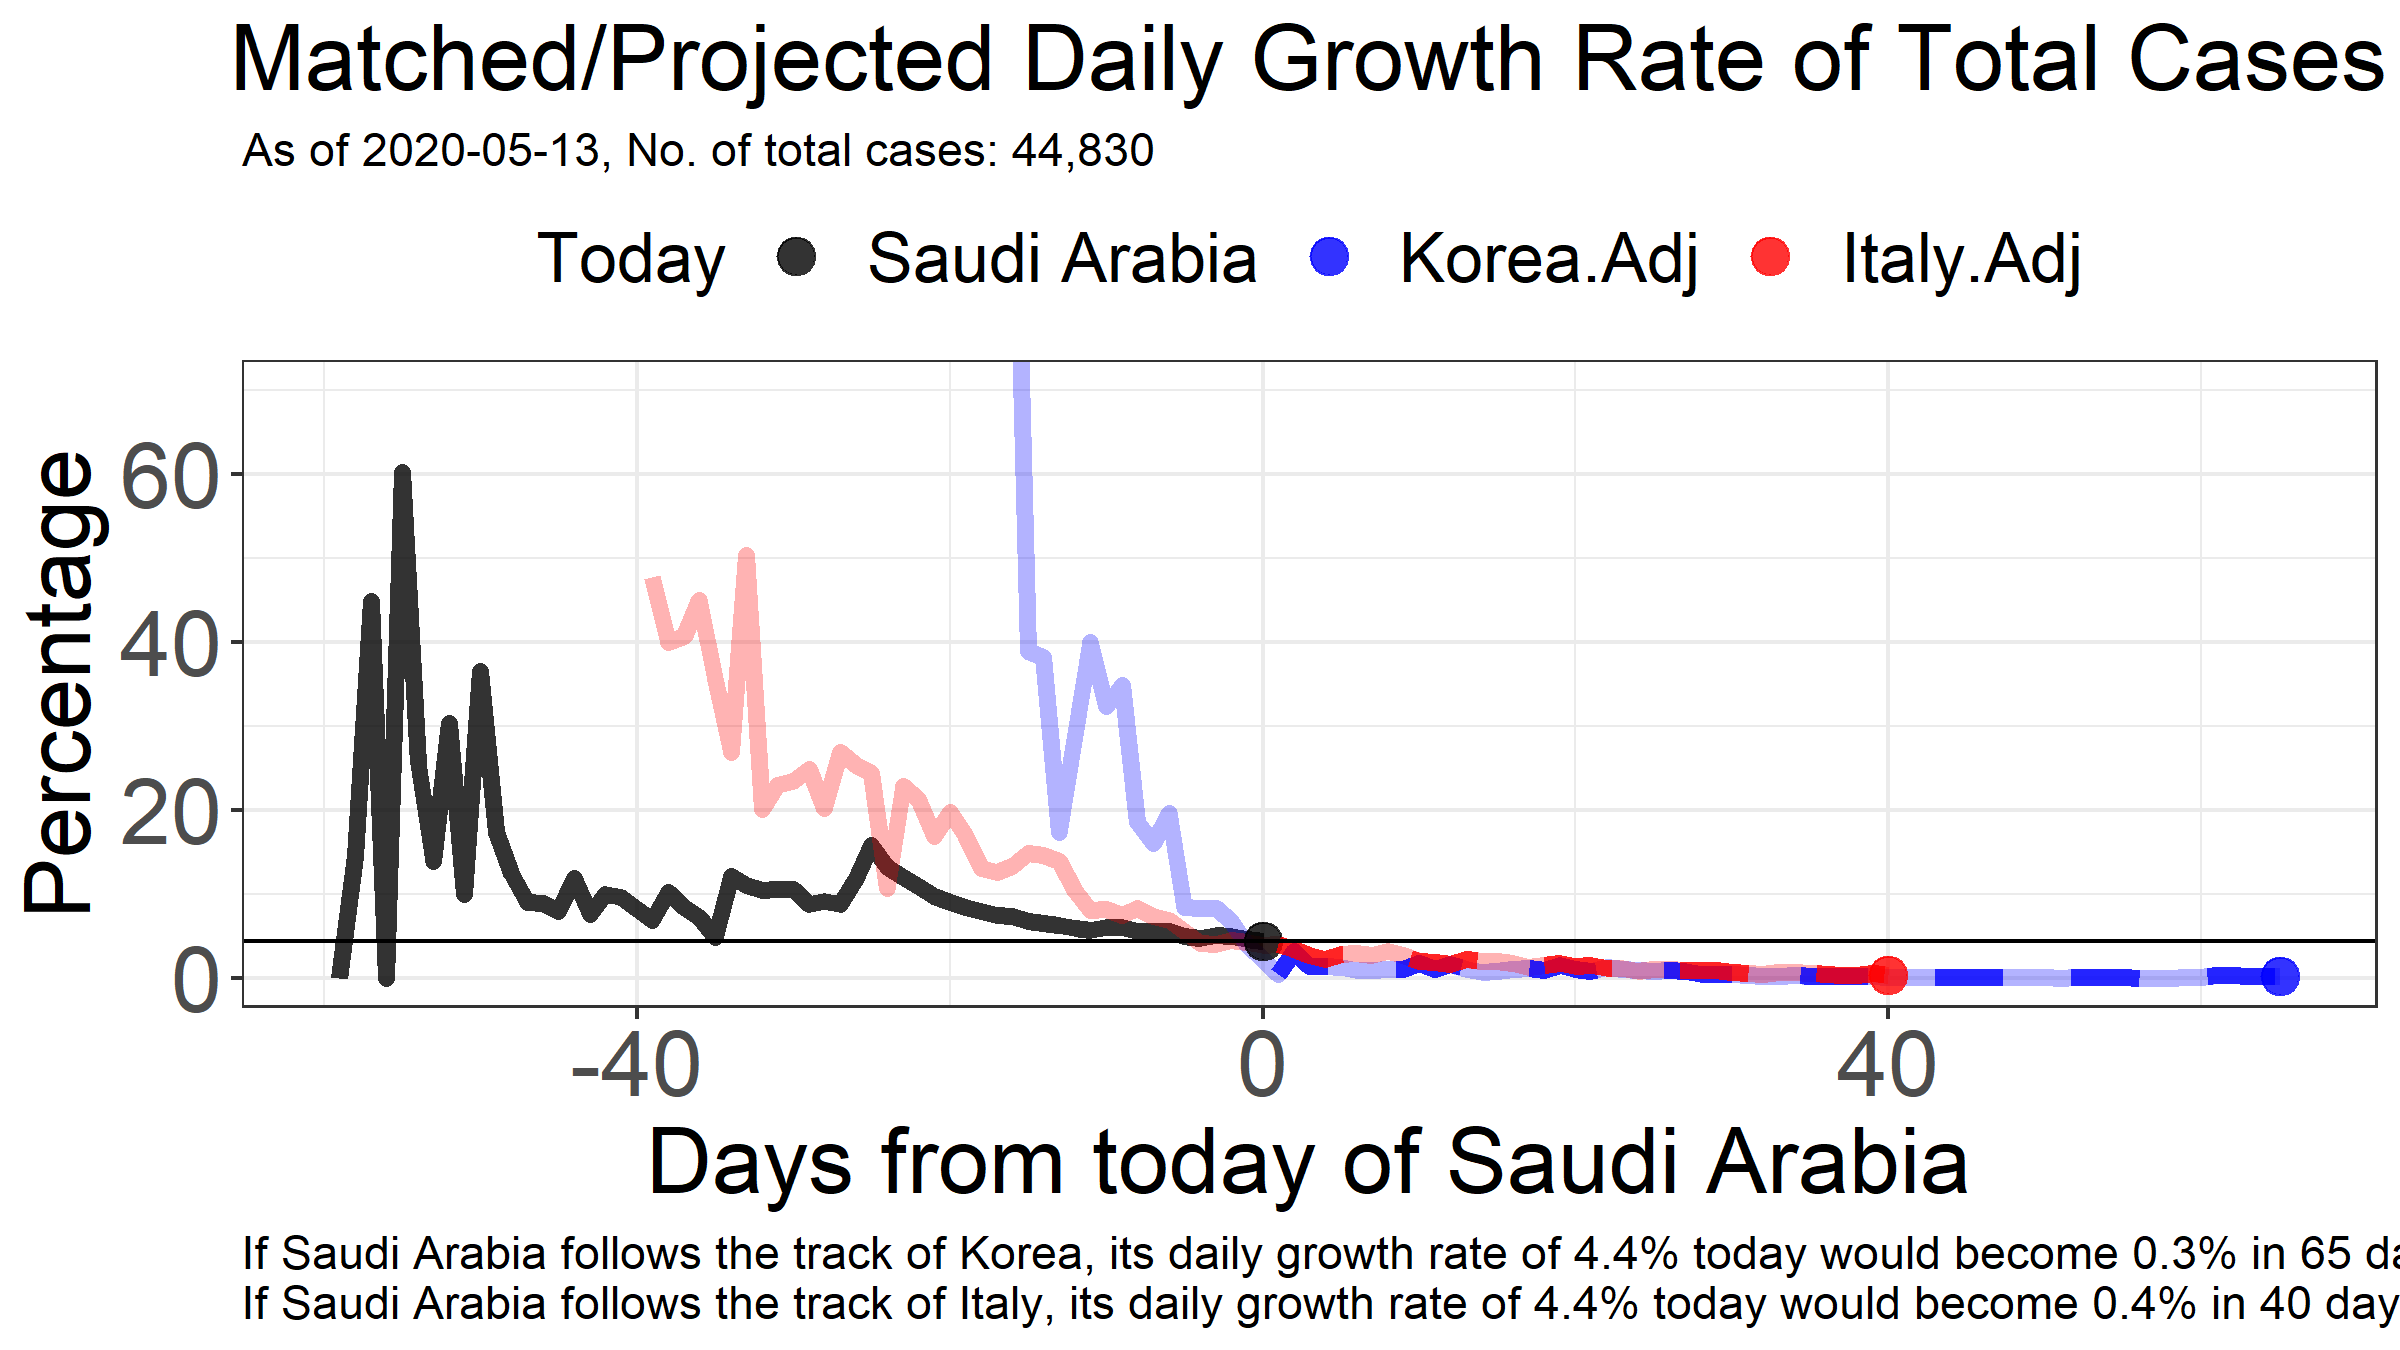 Matched/Projected Daily Growth Rate of Total Cases
As of 2020-05-13, No. of total cases: 44,830
Today Saudi Arabia Korea.Adj Italy.Adj
Percentage
60
40
20
0
-40 0 40
Days from today of Saudi Arabia
If Saudi Arabia follows the track of Korea, its daily growth rate of 4.4% today would become 0.3% in 65 da
If Saudi Arabia follows the track of Italy, its daily growth rate of 4.4% today would become 0.4% in 40 day